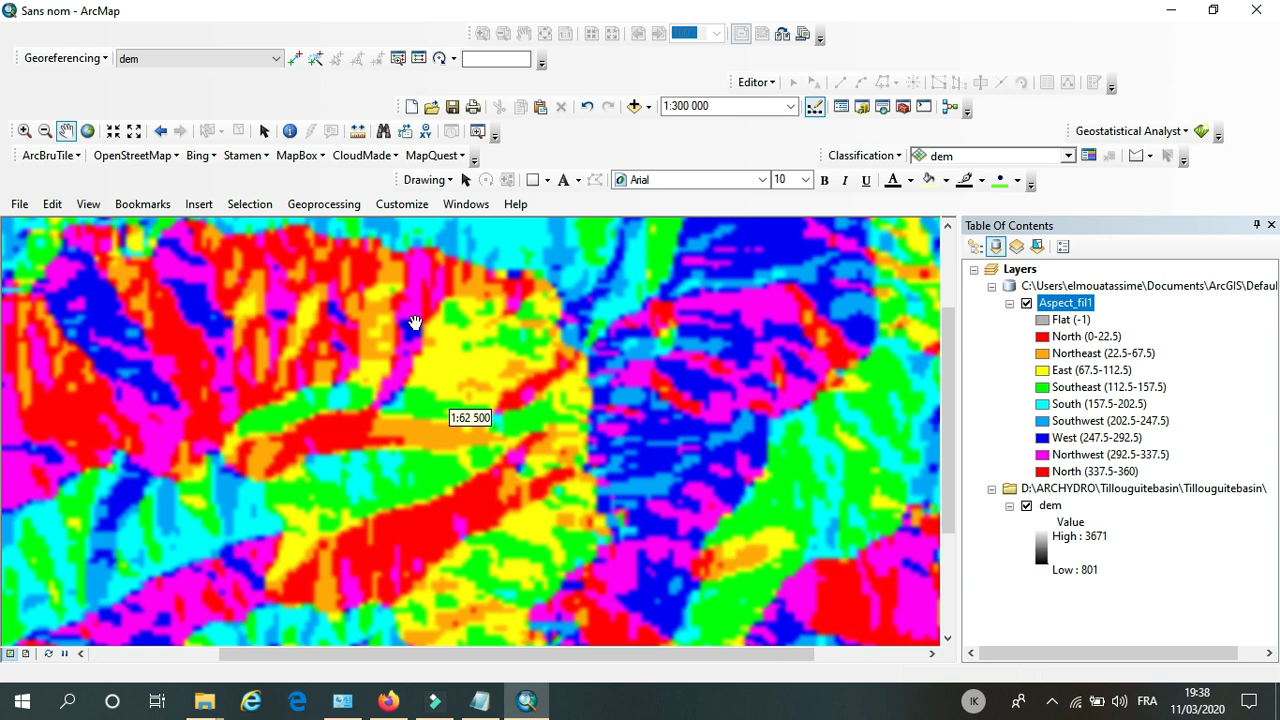 Sans nom - ArcMap
Georeferencing
dem
Editor
1:300 000
Geostatistical Analyst
ArcBruTile
OpenStreetMap
Bing
Stamen
MapBox
CloudMade
MapQuest
Classification
dem
Drawing
A
Arial
10
B
I
U
A
File
Edit
View
Bookmarks
Insert
Selection
Geoprocessing
Customize
Windows
Help
1:62 500
Table Of Contents
Layers
C:\Users\elmouatassime\Documents\ArcGIS\Defaul
Aspect_fil1
Flat (-1)
North (0-22.5)
Northeast (22.5-67.5)
East (67.5-112.5)
Southeast (112.5-157.5)
South (157.5-202.5)
Southwest (202.5-247.5)
West (247.5-292.5)
Northwest (292.5-337.5)
North (337.5-360)
D:\ARCHYDRO\Tillouguitebasin\Tillouguitebasin\
dem
Value
High : 3671
Low : 801
IK
FRA
19:38
11/03/2020